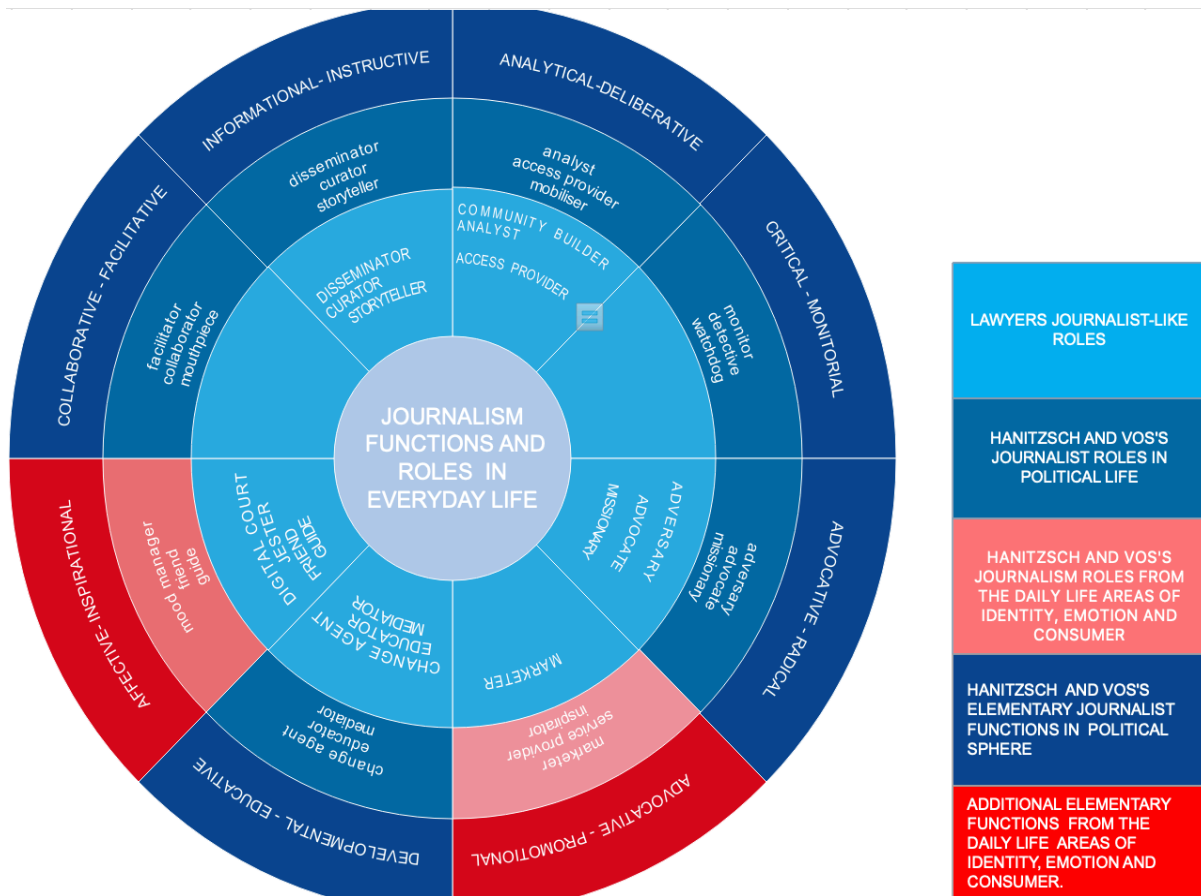 INFORMATIONAL- INSTRUCTIVE
ANALYTICAL-DELIBERATIVE
CRITICAL - MONITORIAL
ADVOCATIVE - RADICAL
ADVOCATIVE - PROMOTIONAL
DEVELOPMENTAL - EDUCATIVE
AFFECTIVE- INSPIRATIONAL
COLLABORATIVE - FACILITATIVE
disseminator
curator
storyteller
analyst
access provider
mobiliser
monitor
detective
watchdog
adversary
advocate
missionary
marketer
service provider
inspirator
change agent
educator
mediator
mood manager
friend
guide
facilitator
collaborator
mouthpiece
DISSEMINATOR
CURATOR
STORYTELLER
COMMUNITY BUILDER
ANALYST
ACCESS PROVIDER
ADVERSARY
ADVOCATE
MISSIONARY
MARKETER
CHANGE AGENT
EDUCATOR
MEDIATOR
DIGITAL COURT
JESTER
FRIEND
GUIDE
JOURNALISM
FUNCTIONS AND
ROLES IN
EVERYDAY LIFE
LAWYERS JOURNALIST-LIKE
ROLES
HANITZSCH AND VOS'S
JOURNALIST ROLES IN
POLITICAL LIFE
HANITZSCH AND VOS'S
JOURNALISM ROLES FROM
THE DAILY LIFE AREAS OF
IDENTITY, EMOTION AND
CONSUMER
HANITZSCH AND VOS'S
ELEMENTARY JOURNALIST
FUNCTIONS IN POLITICAL
SPHERE
ADDITIONAL ELEMENTARY
FUNCTIONS FROM THE
DAILY LIFE AREAS OF
IDENTITY, EMOTION AND
CONSUMER.